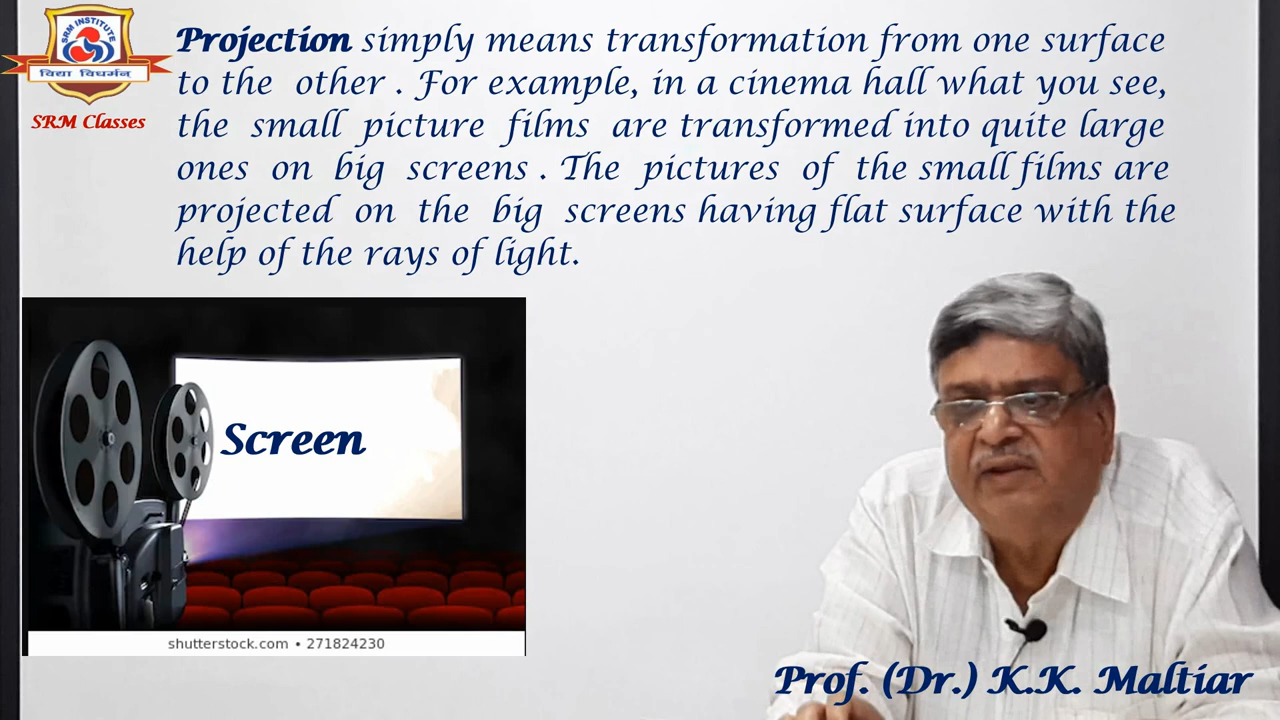 SRM INSTITUTE
विद्या विधर्मन्
SRM Classes
Projection simply means transformation from one surface
to the other . For example, in a cinema hall what you see,
the small picture films are transformed into quite large
ones on big screens . The pictures of the small films are
projected on the big screens having flat surface with the
help of the rays of light.
Screen
shutterstock.com • 271824230
Prof. (Dr.) K.K. Maltiar